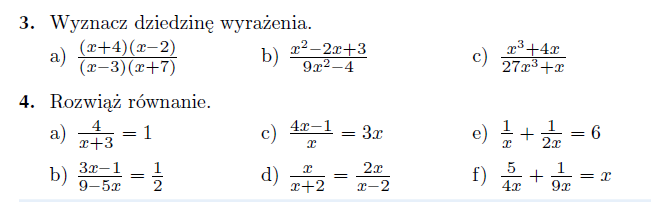 3. Wyznacz dziedzinę wyrażenia.
a) \frac{(x+4)(x-2)}{(x-3)(x+7)} b) \frac{x^2-2x+3}{9x^2-4} c) \frac{x^3+4x}{27x^3+x}
4. Rozwiąż równanie.
a) \frac{4}{x+3} = 1 c) \frac{4x-1}{x} = 3x e) \frac{1}{x} + \frac{1}{2x} = 6
b) \frac{3x-1}{9-5x} = \frac{1}{2} d) \frac{x}{x+2} = \frac{2x}{x-2} f) \frac{5}{4x} + \frac{1}{9x} = x